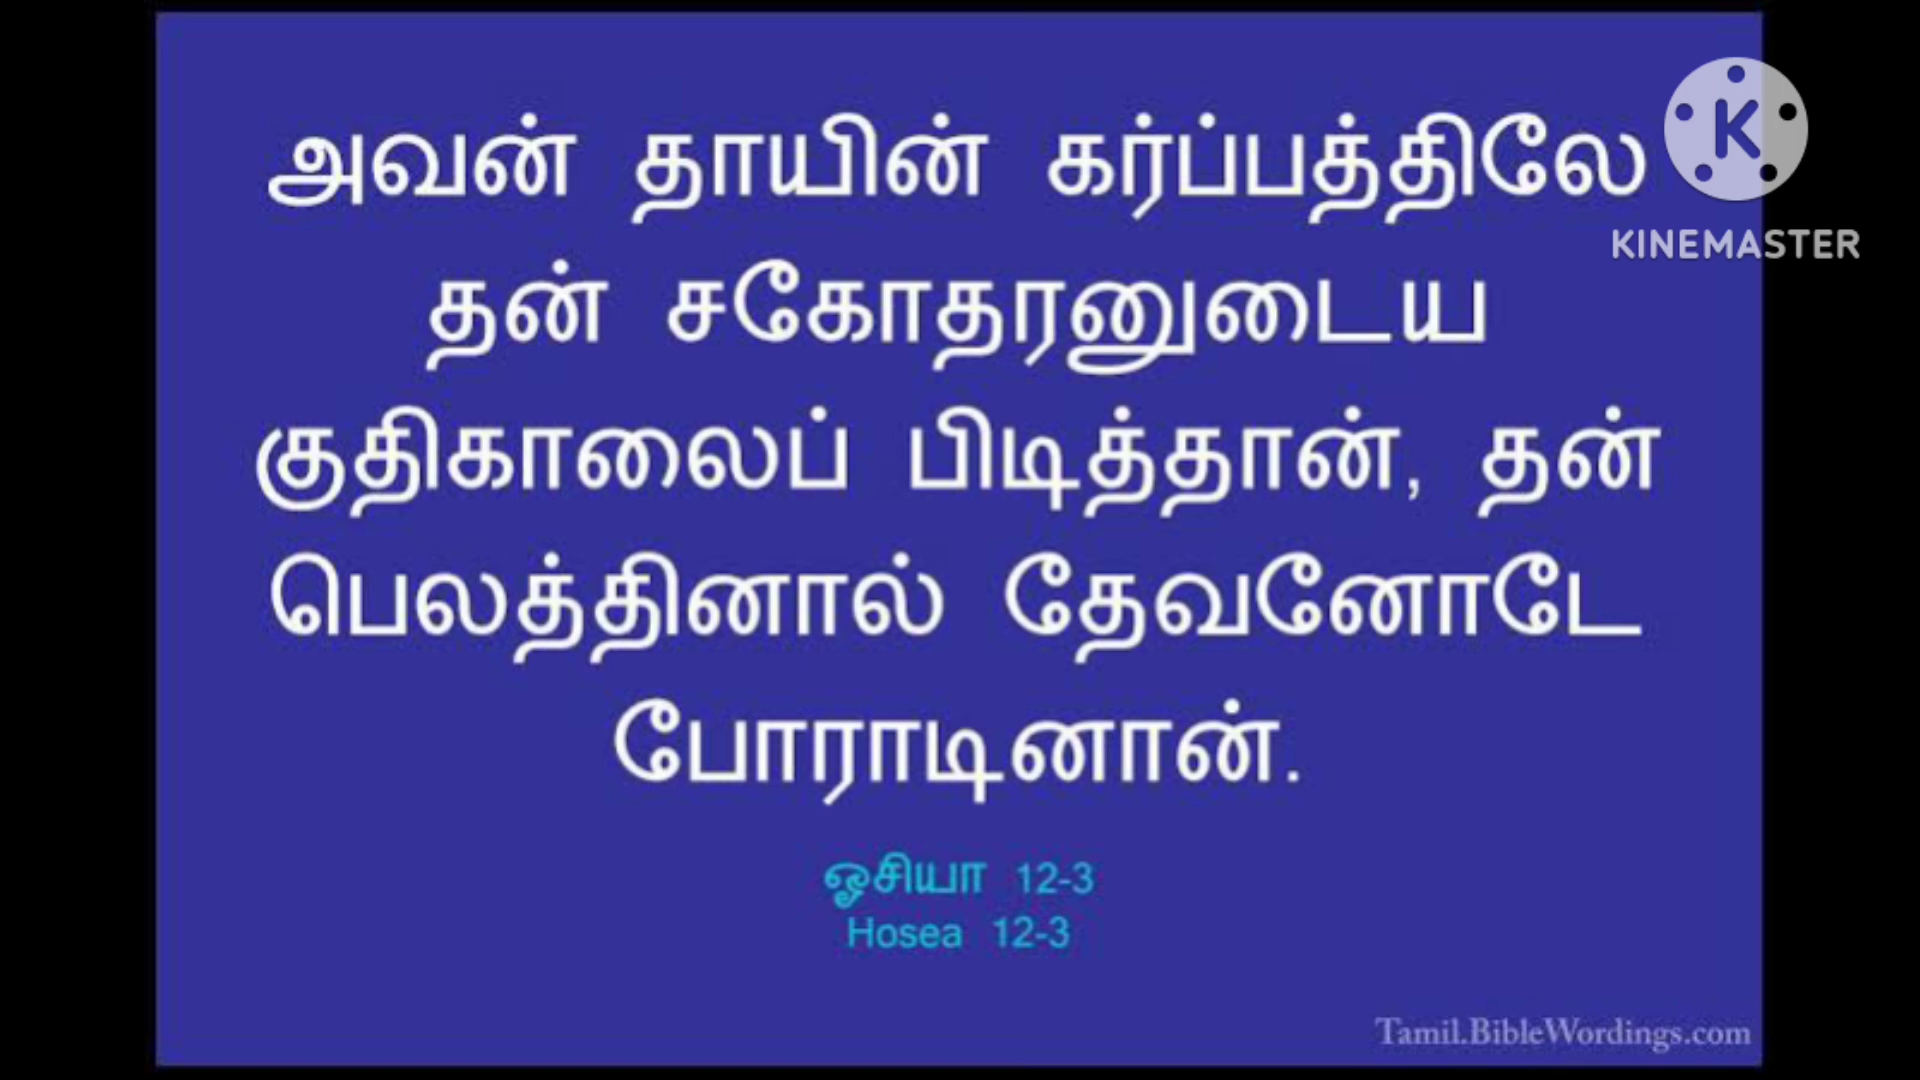 அவன் தாயின் கர்ப்பத்திலே
தன் சகோதரனுடைய
குதிகாலைப் பிடித்தான், தன்
பெலத்தினால் தேவனோடே
போராடினான்.
ஓசியா 12-3
Hosea 12-3
Tamil.BibleWordings.com
K
KINEMASTER